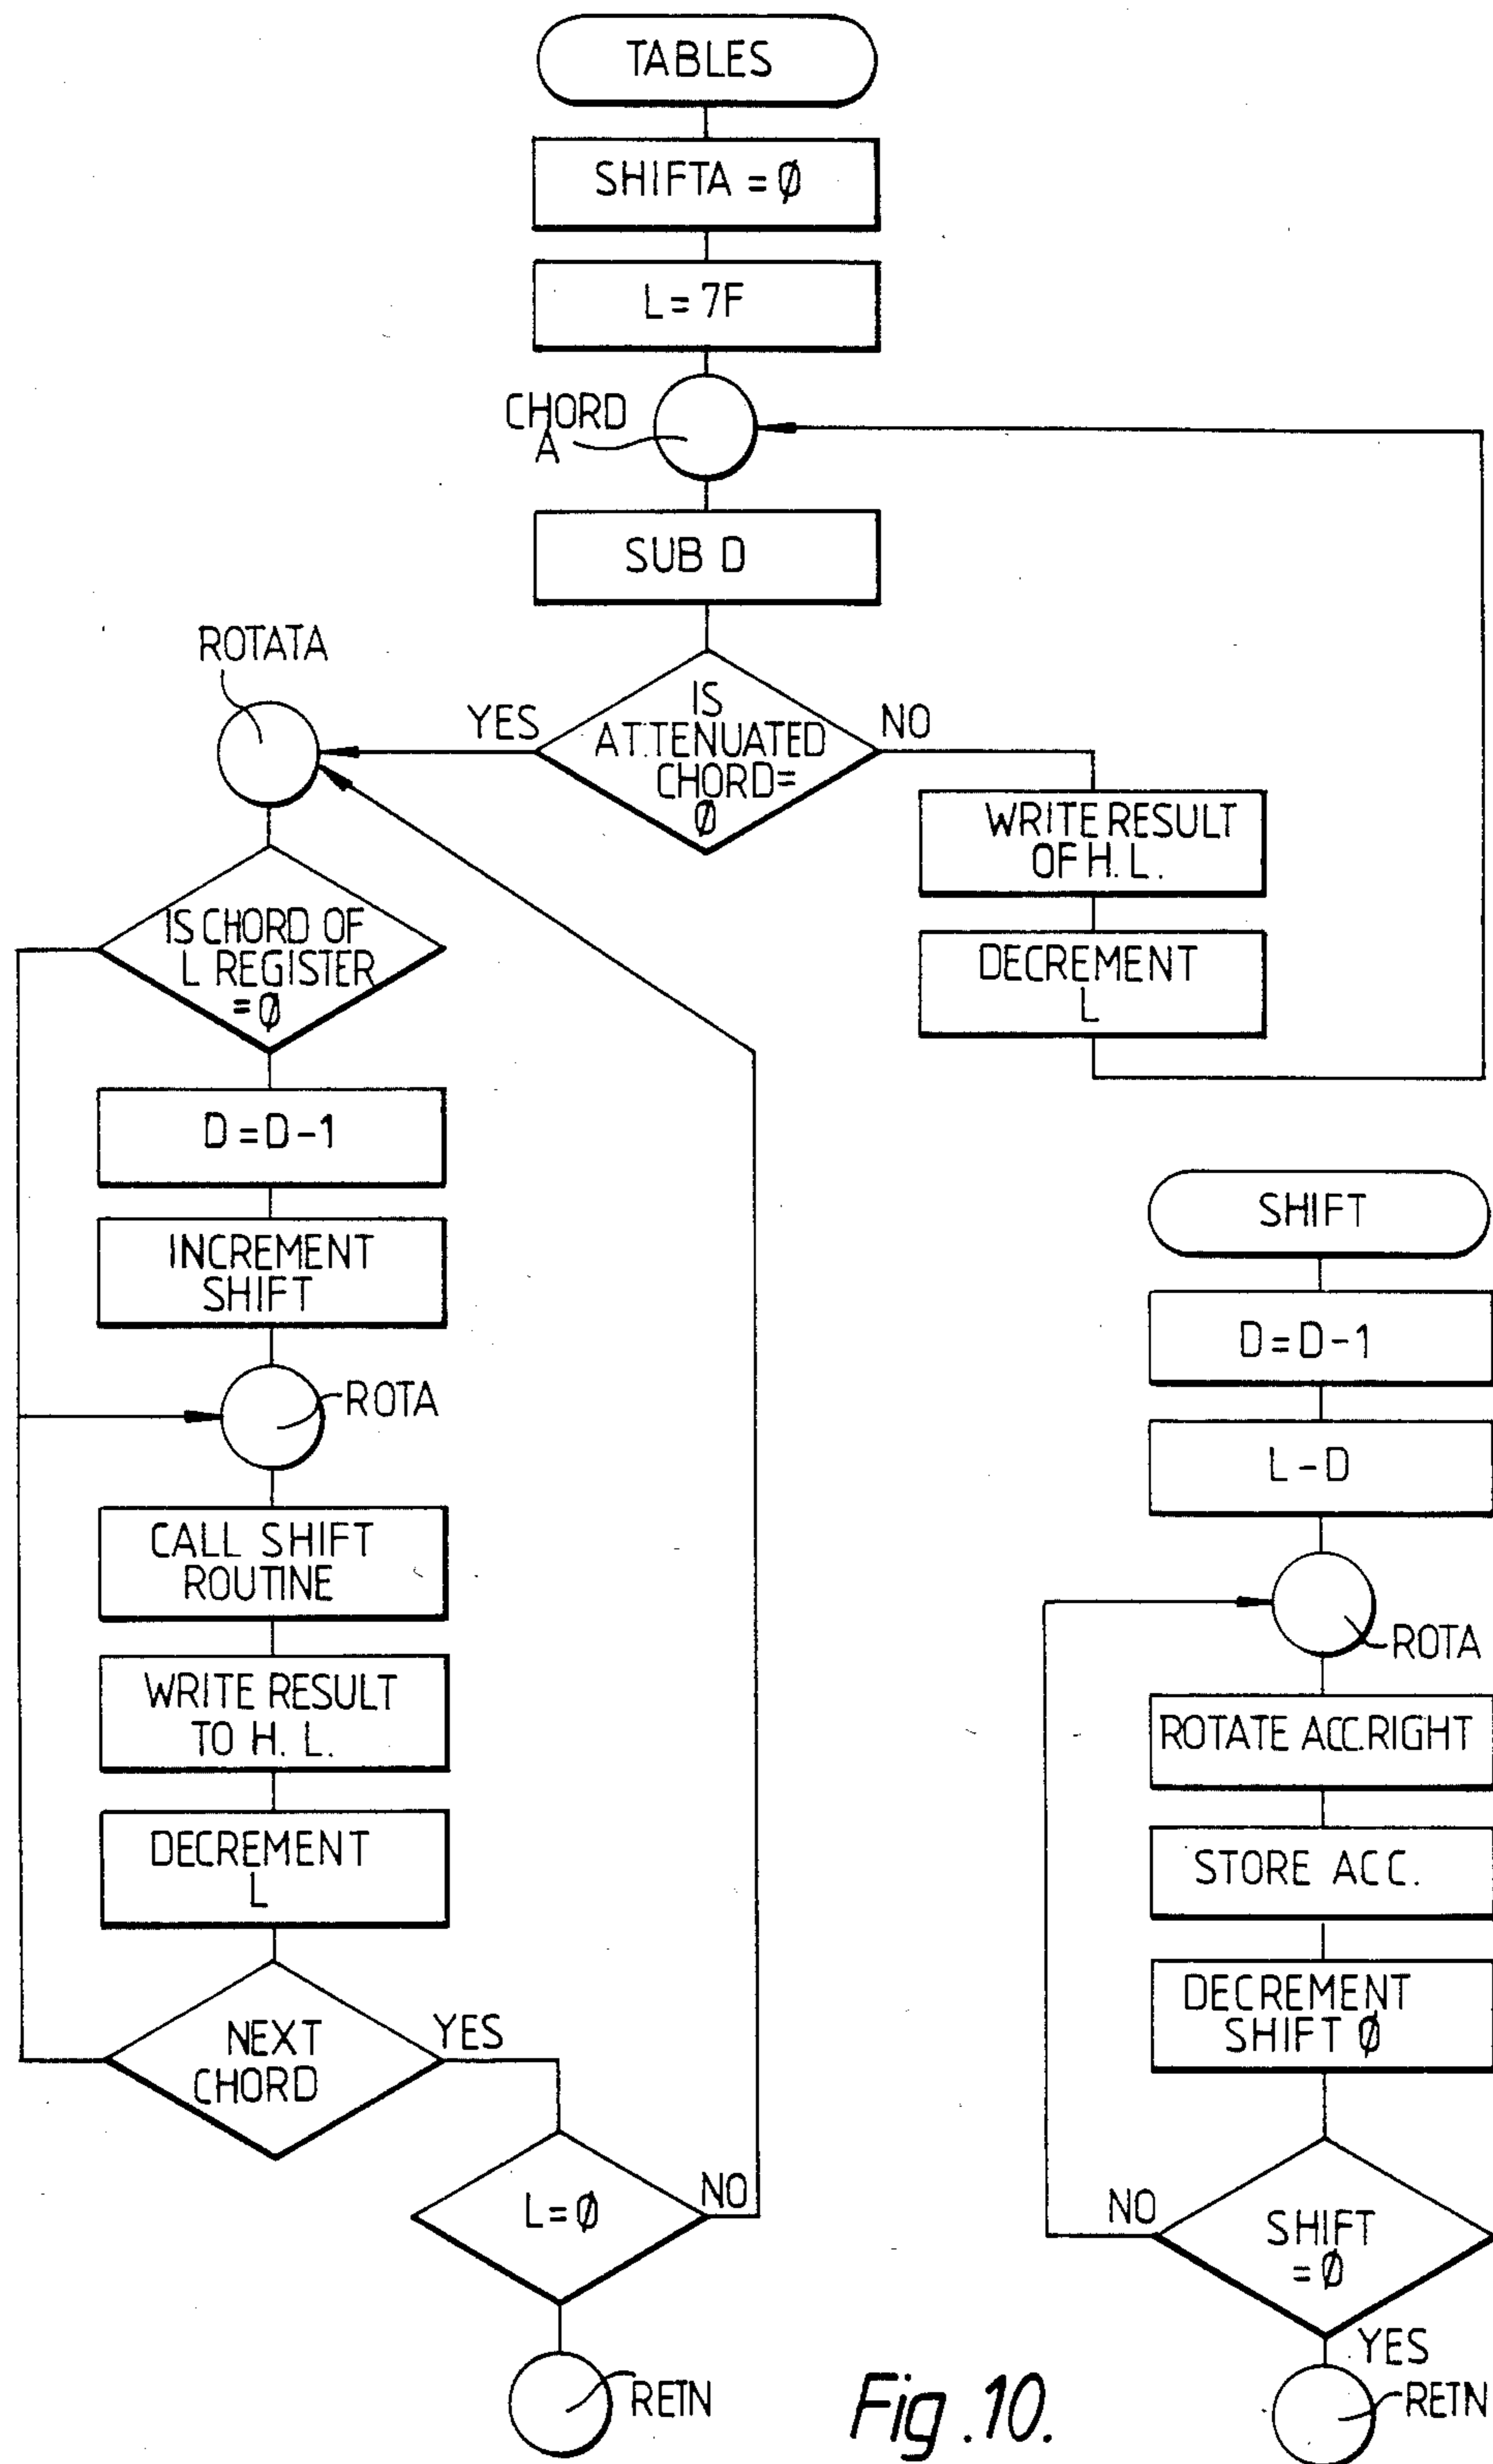 TABLES
SHIFTA = Ø
L = 7F
CHORD
A
SUB D
IS
ATTENUATED
CHORD=
Ø
YES
NO
ROTATA
WRITE RESULT
OF H. L.
DECREMENT
L
IS CHORD OF
L REGISTER
= Ø
D = D - 1
INCREMENT
SHIFT
ROTA
CALL SHIFT
ROUTINE
WRITE RESULT
TO H. L.
DECREMENT
L
NEXT
CHORD
YES
L = Ø
NO
RETN
SHIFT
D = D - 1
L - D
ROTA
ROTATE ACC.RIGHT
STORE ACC.
DECREMENT
SHIFT Ø
NO
SHIFT
= Ø
YES
RETN
Fig .10.